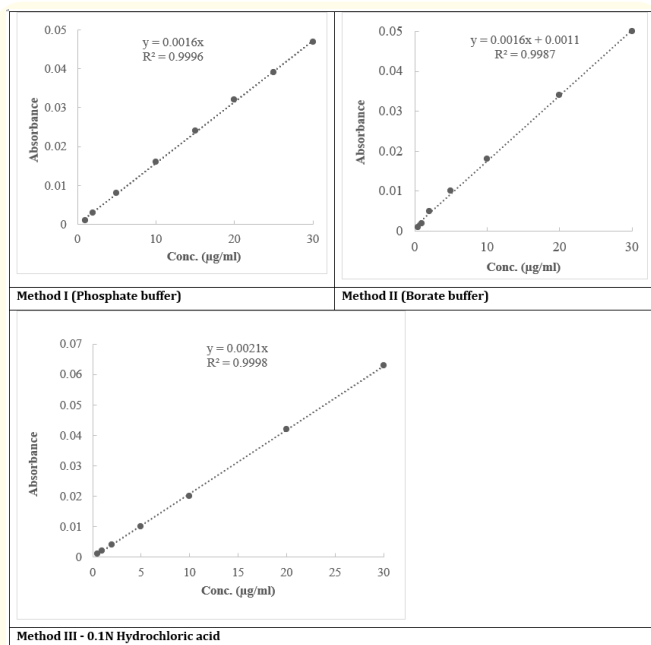 0.05
y = 0.0016x
R² = 0.9996
0.04
0.03
Absorbance
0.02
0.01
0
0 10 20 30
Conc. (µg/ml)
Method I (Phosphate buffer)
0.05
y = 0.0016x + 0.0011
R² = 0.9987
0.04
0.03
Absorbance
0.02
0.01
0
0 10 20 30
Conc. (µg/ml)
Method II (Borate buffer)
0.07
y = 0.0021x
R² = 0.9998
0.06
0.05
0.04
Absorbance
0.03
0.02
0.01
0
0 5 10 15 20 25 30
Conc. (µg/ml)
Method III - 0.1N Hydrochloric acid